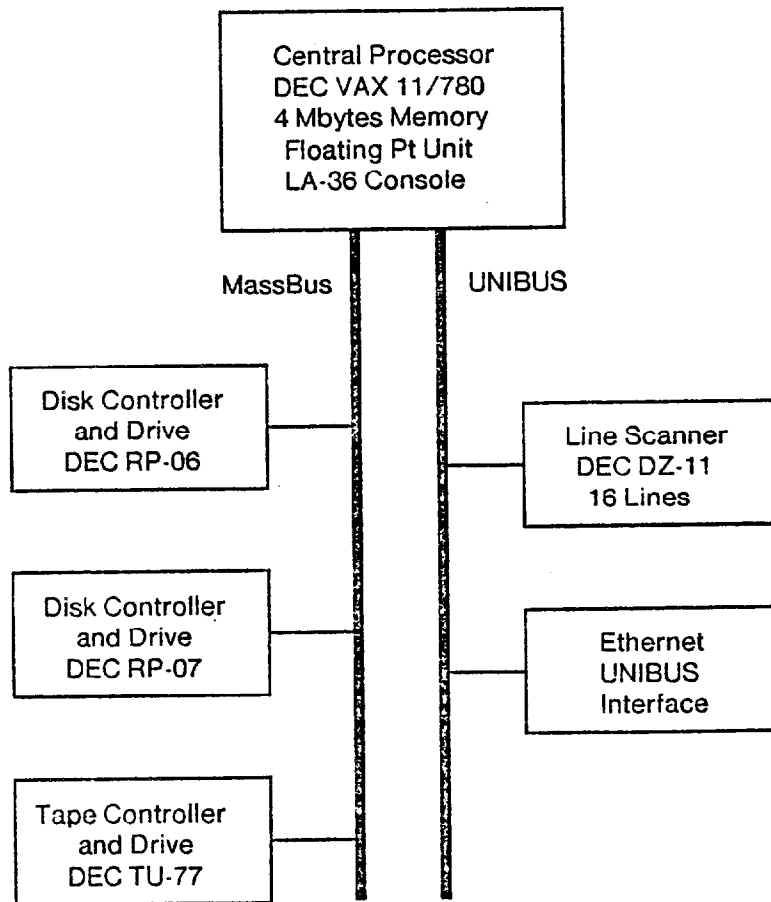 Central Processor
DEC VAX 11/780
4 Mbytes Memory
Floating Pt Unit
LA-36 Console
MassBus
UNIBUS
Disk Controller
and Drive
DEC RP-06
Line Scanner
DEC DZ-11
16 Lines
Disk Controller
and Drive
DEC RP-07
Ethernet
UNIBUS
Interface
Tape Controller
and Drive
DEC TU-77